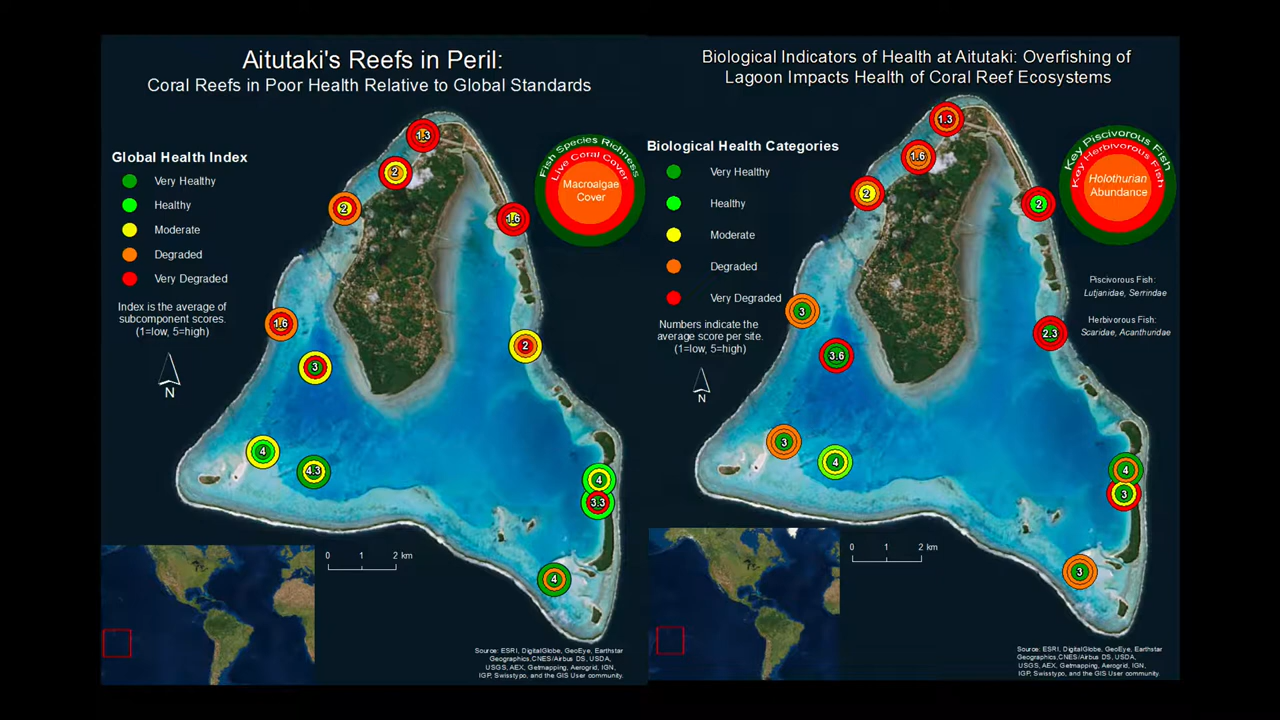 Aitutaki's Reefs in Peril:
Coral Reefs in Poor Health Relative to Global Standards
Global Health Index
Very Healthy
Healthy
Moderate
Degraded
Very Degraded
Index is the average of
subcomponent scores.
(1=low, 5=high)
N
Fish Species Richness
Live Coral Cover
Macroalgae
Cover
1.3
2
2
1.6
1.6
2
3
4
4.3
4
3.3
4
0 1 2 km
Source: ESRI, DigitalGlobe, GeoEye, Earthstar
Geographics,CNES/Airbus DS, USDA,
USGS, AEX, Getmapping, Aerogrid, IGN,
IGP, Swisstypo, and the GIS User community.
Biological Indicators of Health at Aitutaki: Overfishing of
Lagoon Impacts Health of Coral Reef Ecosystems
Biological Health Categories
Very Healthy
Healthy
Moderate
Degraded
Very Degraded
Numbers indicate the
average score per site.
(1=low, 5=high)
N
Key Piscivorous Fish
Key Herbivorous Fish
Holothurian
Abundance
Piscivorous Fish:
Lutjanidae, Serrindae
Herbivorous Fish:
Scaridae, Acanthuridae
1.3
1.6
2
2
3
2.3
3.6
3
4
4
3
3
0 1 2 km
Source: ESRI, DigitalGlobe, GeoEye, Earthstar
Geographics,CNES/Airbus DS, USDA,
USGS, AEX, Getmapping, Aerogrid, IGN,
IGP, Swisstypo, and the GIS User community.